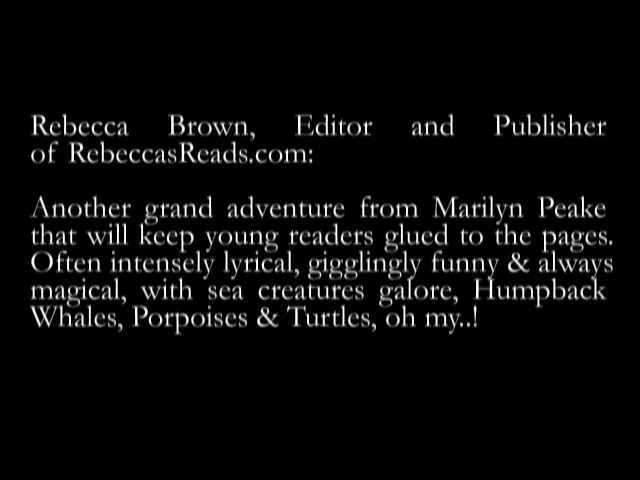 Rebecca Brown, Editor and Publisher
of RebeccasReads.com:
Another grand adventure from Marilyn Peake
that will keep young readers glued to the pages.
Often intensely lyrical, gigglingly funny & always
magical, with sea creatures galore, Humpback
Whales, Porpoises & Turtles, oh my..!